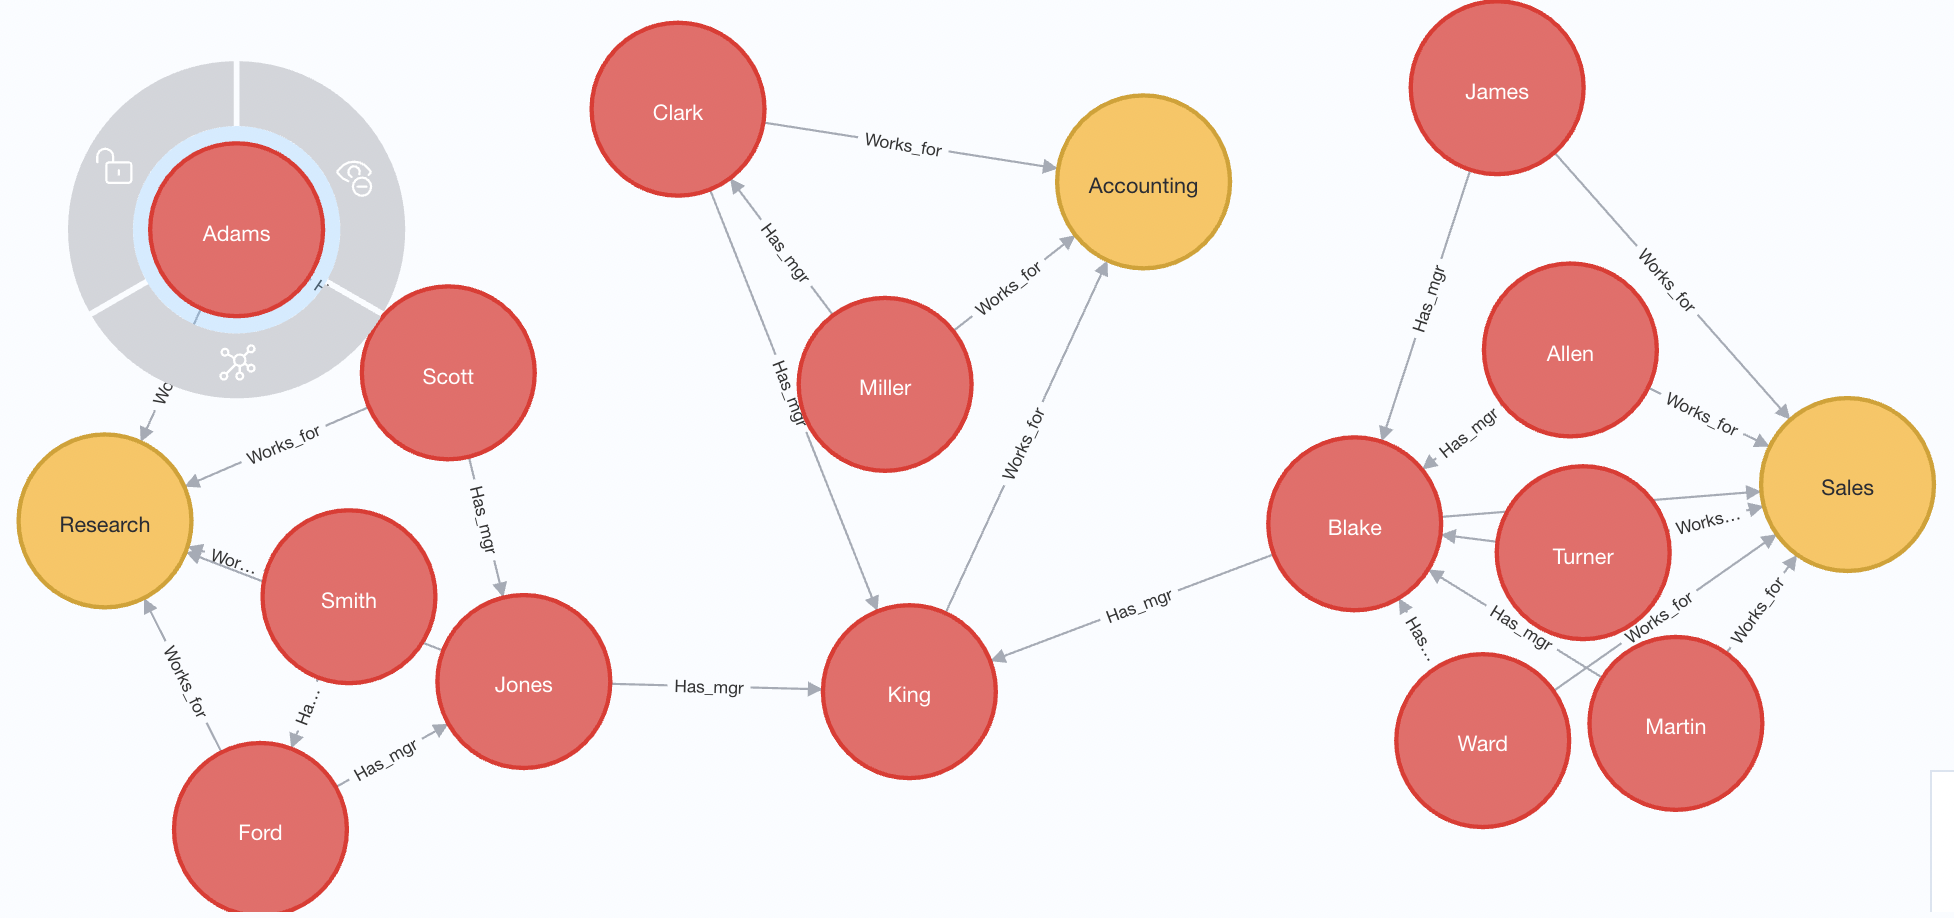 Adams
Clark
James
Accounting
Works_for
Scott
Has_mgr
Works_for
Miller
Works_for
Has_mgr
Allen
Wo
Works_for
Has_mgr
Works_for
Works_for
Has_mgr
Research
Has_mgr
Blake
Sales
Works...
Turner
Wor...
Smith
Has_mgr
Works_for
Has_mgr
Works_for
Has...
Works_for
Ha...
Jones
Has_mgr
King
Ward
Martin
Has_mgr
Ford